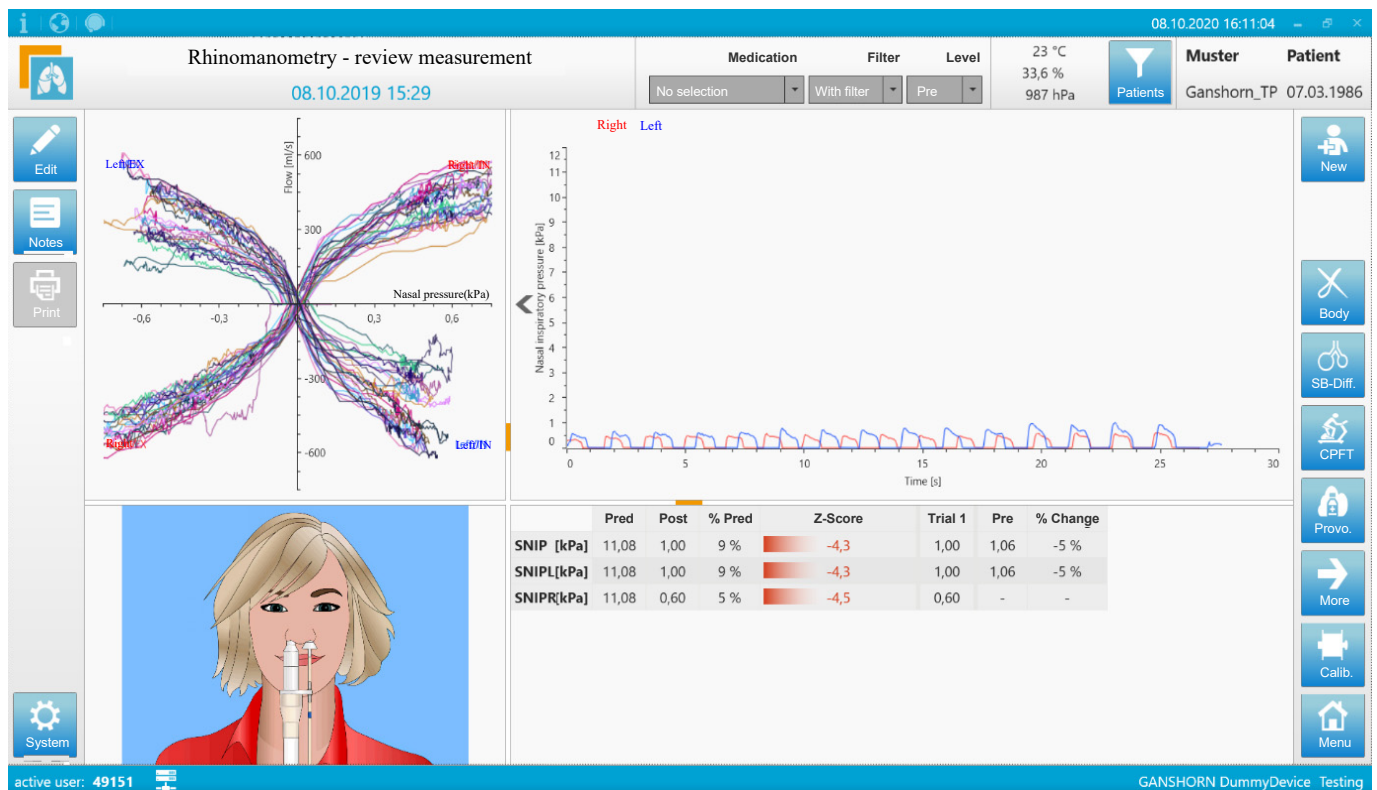 08.10.2020 16:11:04
Rhinomanometry - review measurement
08.10.2019 15:29
Medication Filter Level
No selection With filter Pre
23 °C
33,6 %
987 hPa
Patients
Muster Patient
Ganshorn_TP 07.03.1986
Edit
Notes
Print
System
Left/EX
Right/IN
Flow [ml/s]
600
300
Nasal pressure(kPa)
-0,6 -0,3 0,3 0,6
-300
-600
Left/IN
Right Left
Nasal inspiratory pressure [kPa]
12
11
10
9
8
7
6
5
4
3
2
1
0
0 5 10 15 20 25 30
Time [s]
Pred Post % Pred Z-Score Trial 1 Pre % Change
SNIP [kPa] 11,08 1,00 9 % -4,3 1,00 1,06 -5 %
SNIPL[kPa] 11,08 1,00 9 % -4,3 1,00 1,06 -5 %
SNIPR[kPa] 11,08 0,60 5 % -4,5 0,60 - -
New
Body
SB-Diff.
CPFT
Provo.
More
Calib.
Menu
active user: 49151
GANSHORN DummyDevice Testing